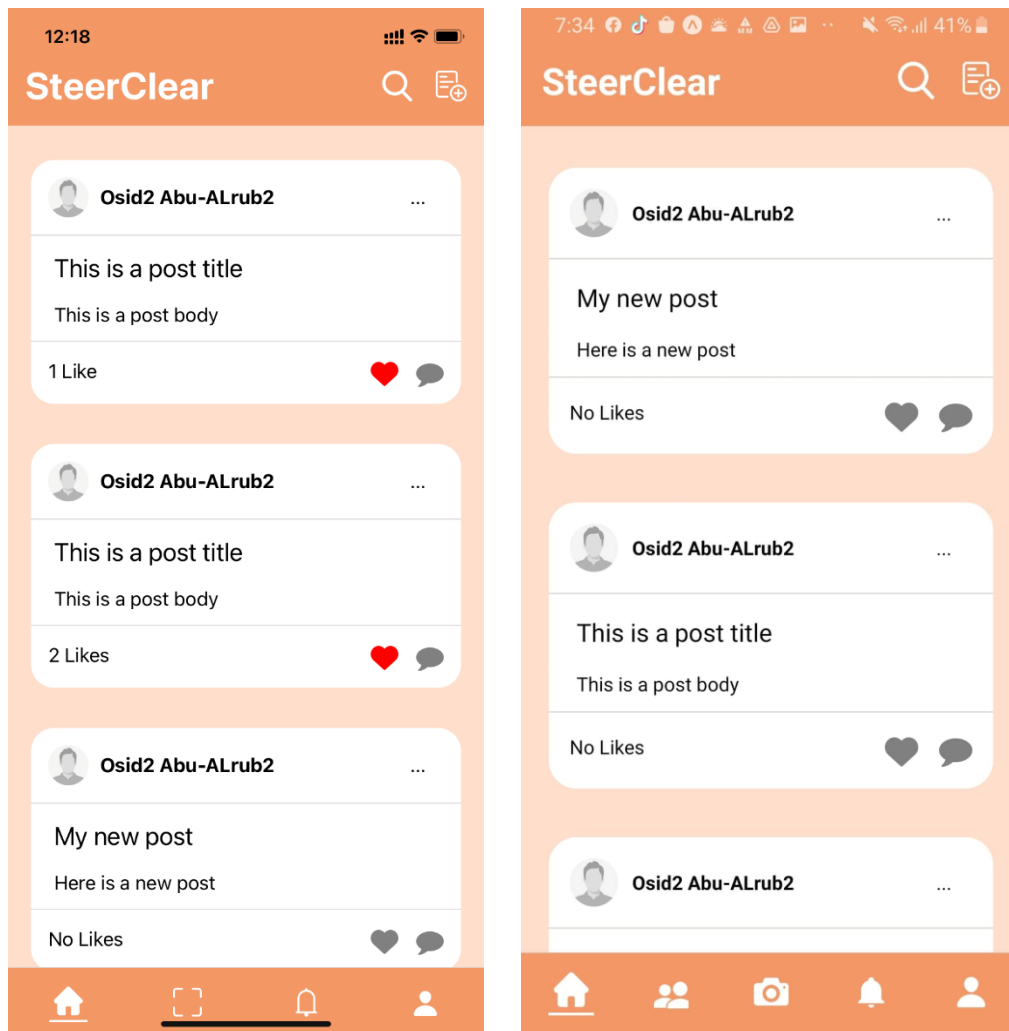 12:18
SteerClear
Osid2 Abu-ALrub2
...
This is a post title
This is a post body
1 Like
Osid2 Abu-ALrub2
...
This is a post title
This is a post body
2 Likes
Osid2 Abu-ALrub2
...
My new post
Here is a new post
No Likes
7:34
41%
SteerClear
Osid2 Abu-ALrub2
...
My new post
Here is a new post
No Likes
Osid2 Abu-ALrub2
...
This is a post title
This is a post body
No Likes
Osid2 Abu-ALrub2
...